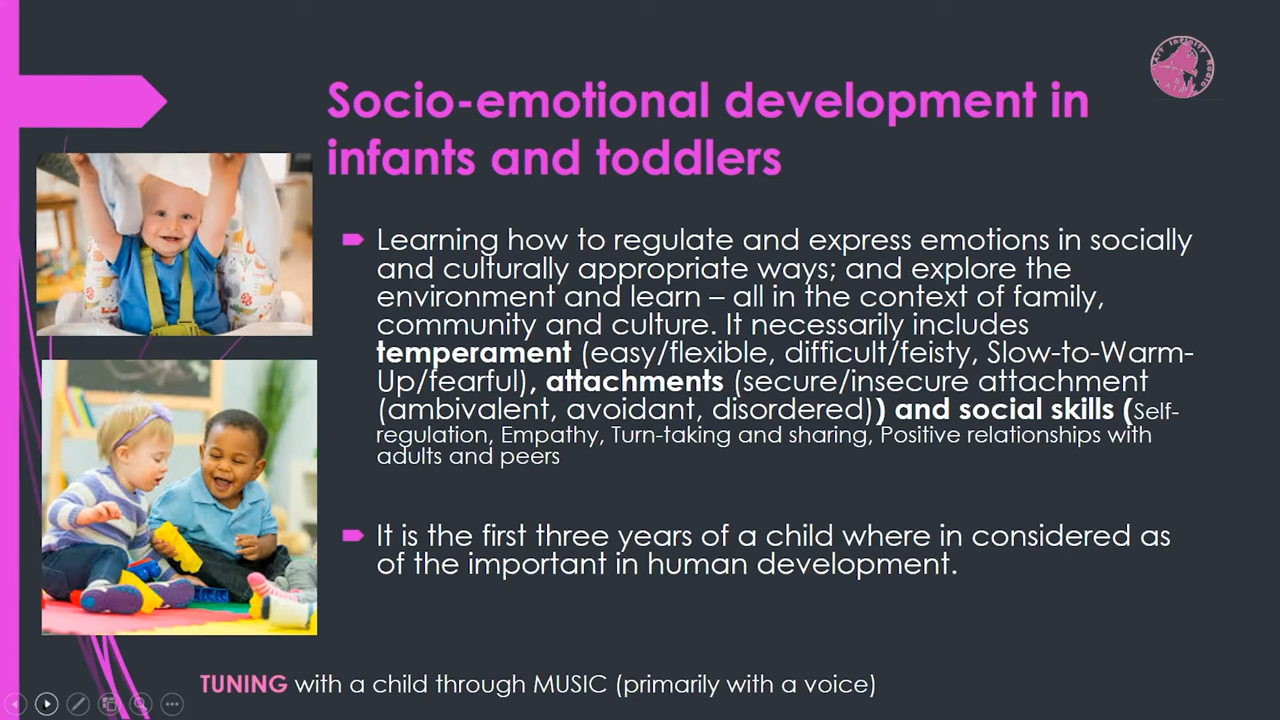 Socio-emotional development in
infants and toddlers
Learning how to regulate and express emotions in socially
and culturally appropriate ways; and explore the
environment and learn – all in the context of family,
community and culture. It necessarily includes
temperament (easy/flexible, difficult/feisty, Slow-to-Warm-
Up/fearful), attachments (secure/insecure attachment
(ambivalent, avoidant, disordered)) and social skills (Self-
regulation, Empathy, Turn-taking and sharing, Positive relationships with
adults and peers
It is the first three years of a child where in considered as
of the important in human development.
TUNING with a child through MUSIC (primarily with a voice)
Art Infinity Radio